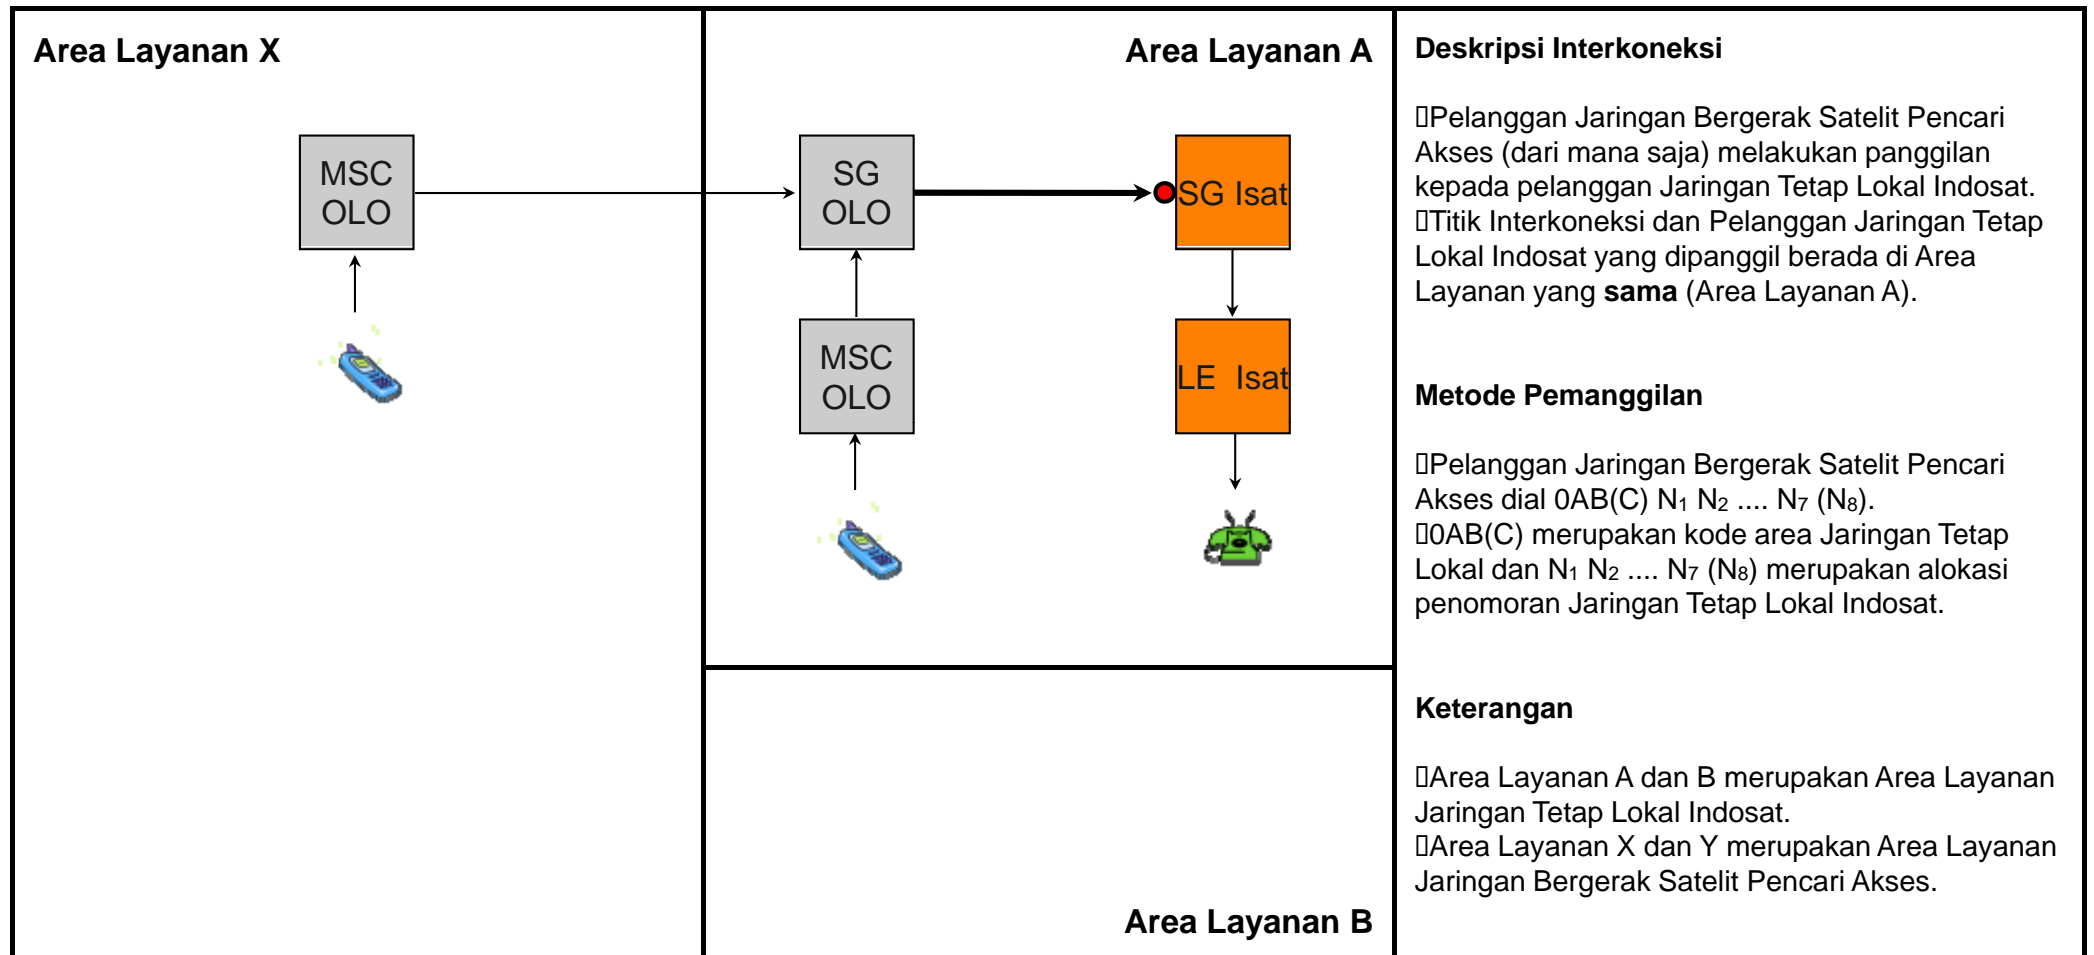 Area Layanan X
Area Layanan A
MSC
OLO
SG
OLO
SG Isat
MSC
OLO
LE Isat
Area Layanan B
Deskripsi Interkoneksi
Pelanggan Jaringan Bergerak Satelit Pencari
Akses (dari mana saja) melakukan panggilan
kepada pelanggan Jaringan Tetap Lokal Indosat.
Titik Interkoneksi dan Pelanggan Jaringan Tetap
Lokal Indosat yang dipanggil berada di Area
Layanan yang sama (Area Layanan A).
Metode Pemanggilan
Pelanggan Jaringan Bergerak Satelit Pencari
Akses dial 0AB(C) N₁ N₂ .... N₇ (N₈).
0AB(C) merupakan kode area Jaringan Tetap
Lokal dan N₁ N₂ .... N₇ (N₈) merupakan alokasi
penomoran Jaringan Tetap Lokal Indosat.
Keterangan
Area Layanan A dan B merupakan Area Layanan
Jaringan Tetap Lokal Indosat.
Area Layanan X dan Y merupakan Area Layanan
Jaringan Bergerak Satelit Pencari Akses.